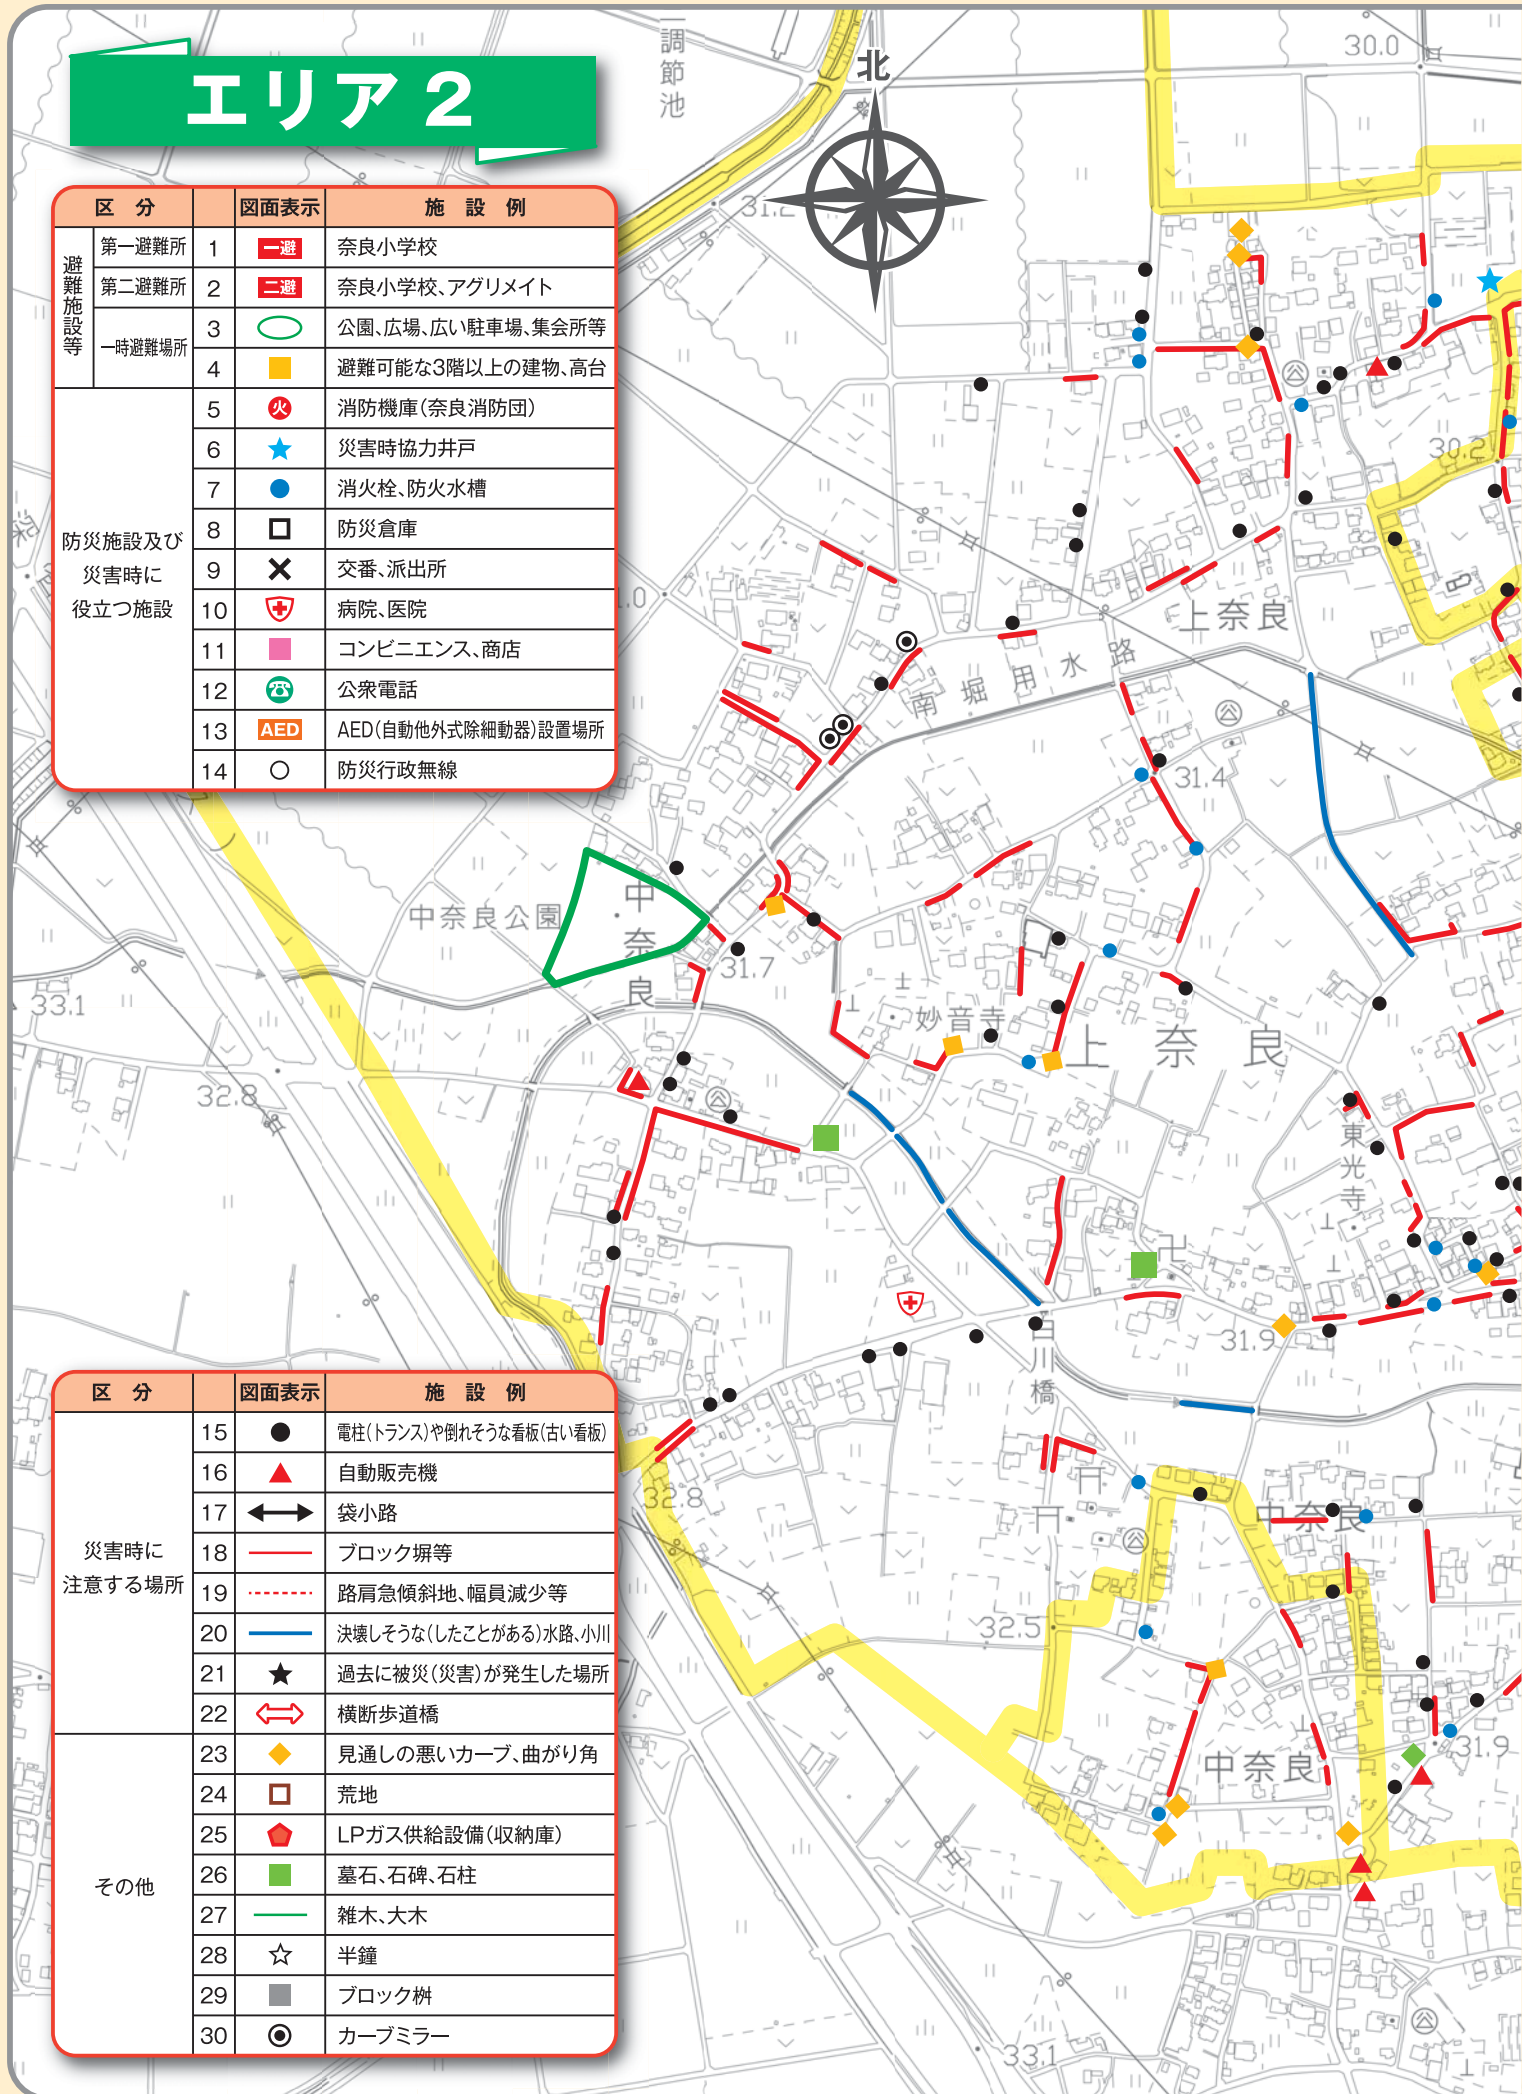 エリア 2
区 分 図面表示 施 設 例
避難施設等
第一避難所 1 一避 奈良小学校
第二避難所 2 二避 奈良小学校、アグリメイト
一時避難場所
3 公園、広場、広い駐車場、集会所等
4 避難可能な3階以上の建物、高台
防災施設及び
災害時に
役立つ施設
5 火 消防機庫(奈良消防団)
6 災害時協力井戸
7 消火栓、防火水槽
8 防災倉庫
9 交番、派出所
10 病院、医院
11 コンビニエンス、商店
12 公衆電話
13 AED AED(自動他外式除細動器)設置場所
14 防災行政無線
区 分 図面表示 施 設 例
災害時に
注意する場所
15 電柱(トランス)や倒れそうな看板(古い看板)
16 自動販売機
17 袋小路
18 ブロック塀等
19 路肩急傾斜地、幅員減少等
20 決壊しそうな(したことがある)水路、小川
21 過去に被災(災害)が発生した場所
22 横断歩道橋
その他
23 見通しの悪いカーブ、曲がり角
24 荒地
25 LPガス供給設備(収納庫)
26 墓石、石碑、石柱
27 雑木、大木
28 半鐘
29 ブロック桝
30 カーブミラー
北
調節池
30.0
31.2
30.2
上奈良
南堀用水路
31.4
中奈良公園
中奈良
31.7
33.1
妙音寺
上奈良
32.8
東光寺
31.9
白川橋
32.8
中奈良
32.5
中奈良
31.9
33.1